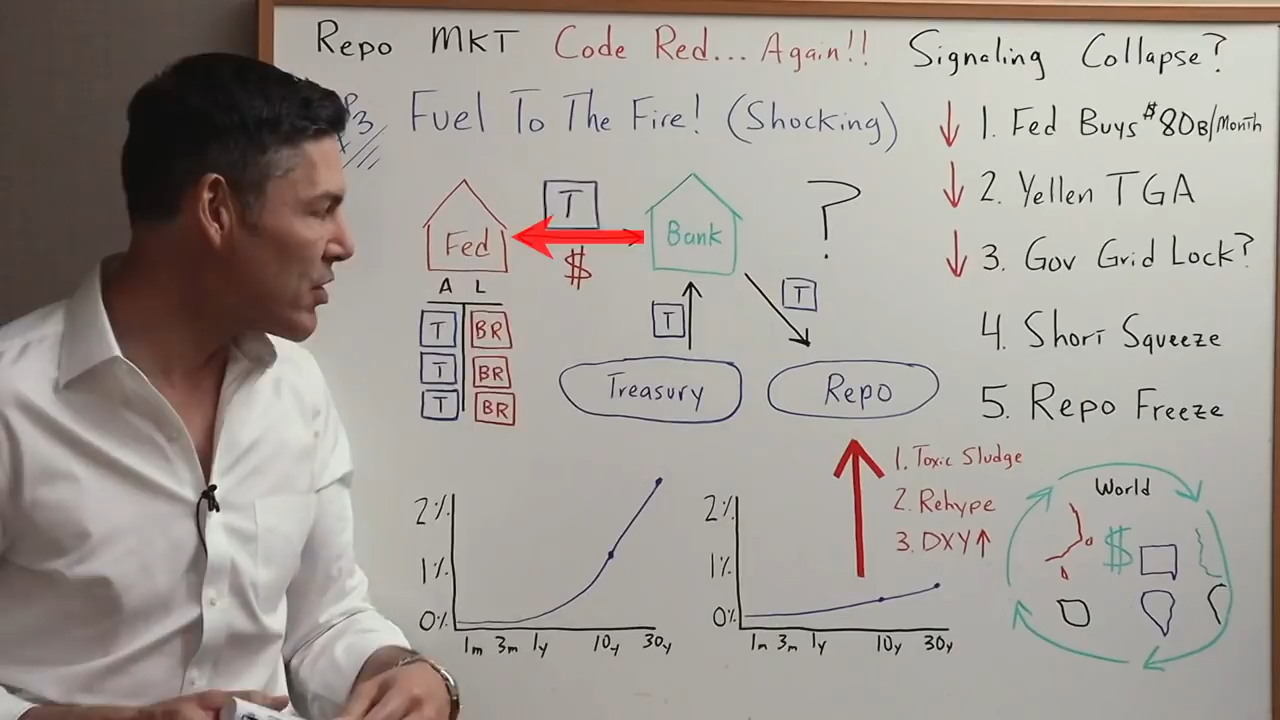 Repo MKT Code Red... Again!! Signaling Collapse?
Fuel To The Fire! (Shocking)
1. Fed Buys $80B/Month
2. Yellen TGA
3. Gov Grid Lock?
4. Short Squeeze
5. Repo Freeze
T
$
Fed
Bank
?
A L
T BR
T BR
T BR
T
T
Treasury
Repo
1. Toxic Sludge
2. Rehype
3. DXY↑
World
$
2%
1%
0%
1m 3m 1y 10y 30y
2%
1%
0%
1m 3m 1y 10y 30y